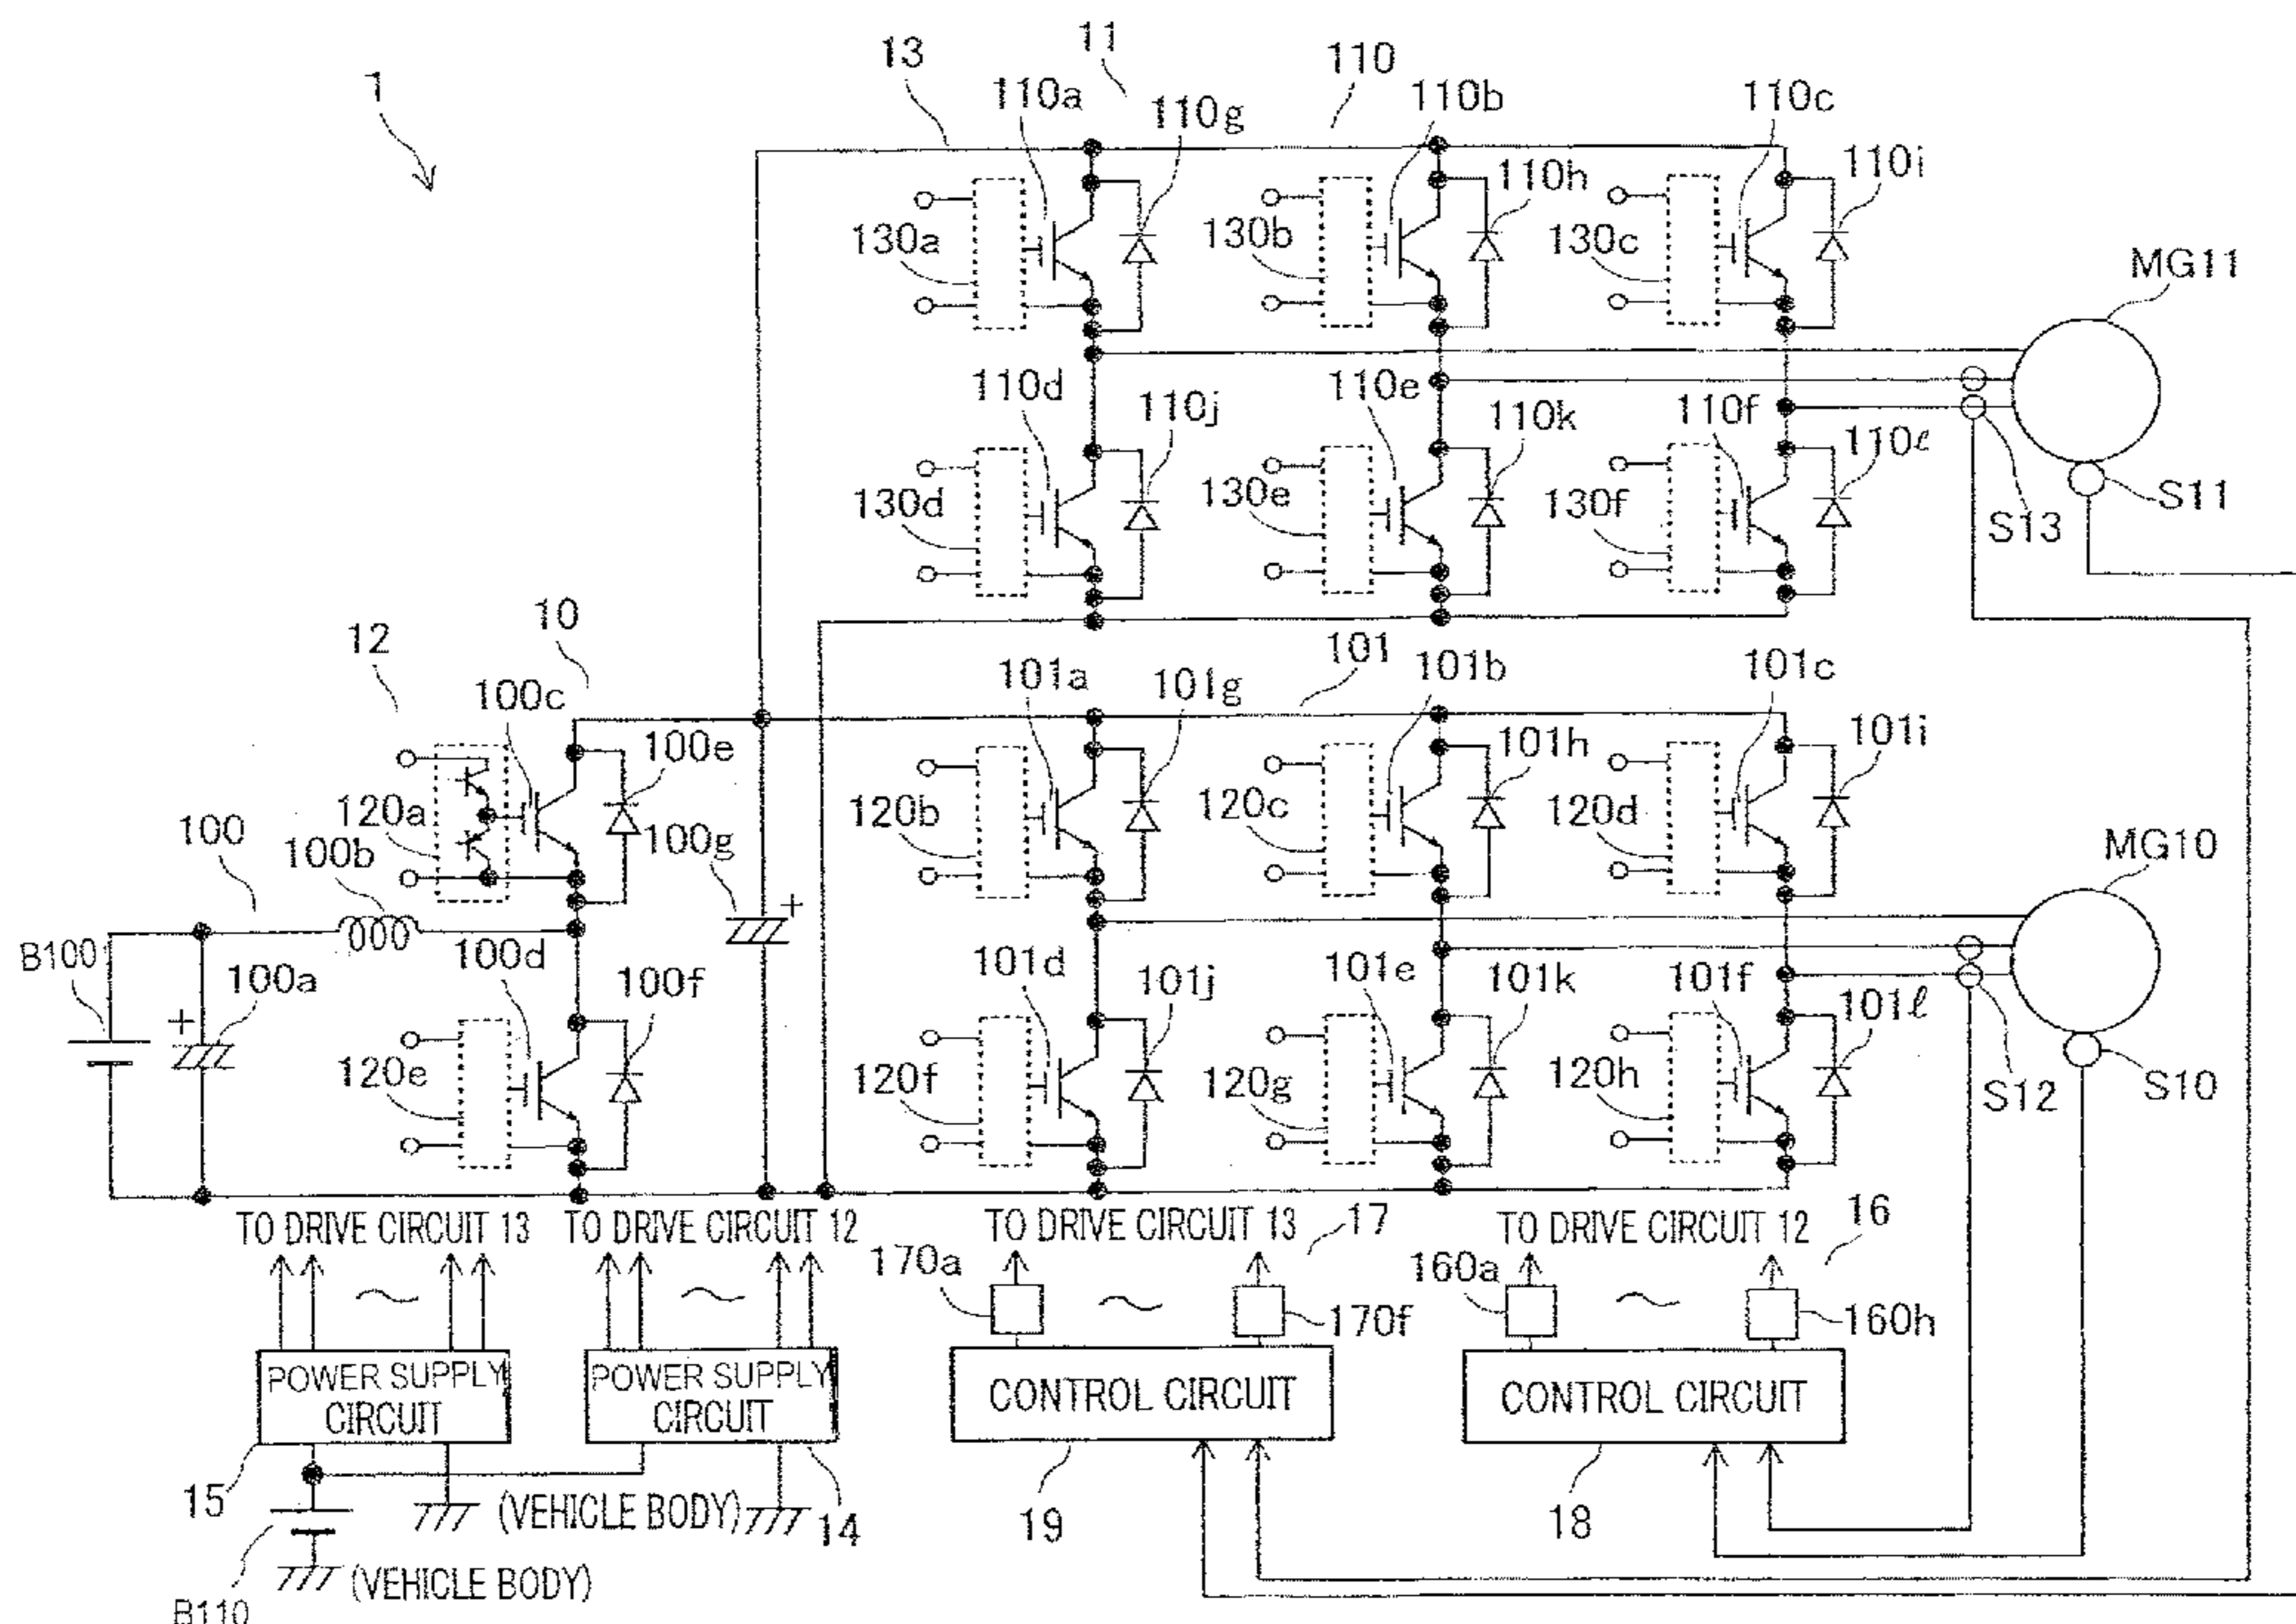 1
13
11
110
110a
110g
110b
110c
110h
110i
130a
130b
130c
MG11
110d
110j
110e
110k
110f
110ℓ
130d
130e
130f
S13
S11
12
10
100c
100e
101a
101g
101
101b
101c
101h
101i
120a
100
100b
100g
120b
120c
120d
MG10
+
000
B100
100a
+
100d
100f
101d
101j
101e
101k
101f
101ℓ
120e
120f
120g
120h
S12
S10
TO DRIVE CIRCUIT 13
TO DRIVE CIRCUIT 12
TO DRIVE CIRCUIT 13
17
TO DRIVE CIRCUIT 12
16
170a
170f
160a
160h
POWER SUPPLY
CIRCUIT
POWER SUPPLY
CIRCUIT
CONTROL CIRCUIT
CONTROL CIRCUIT
15
(VEHICLE BODY)
14
19
18
(VEHICLE BODY)
B110